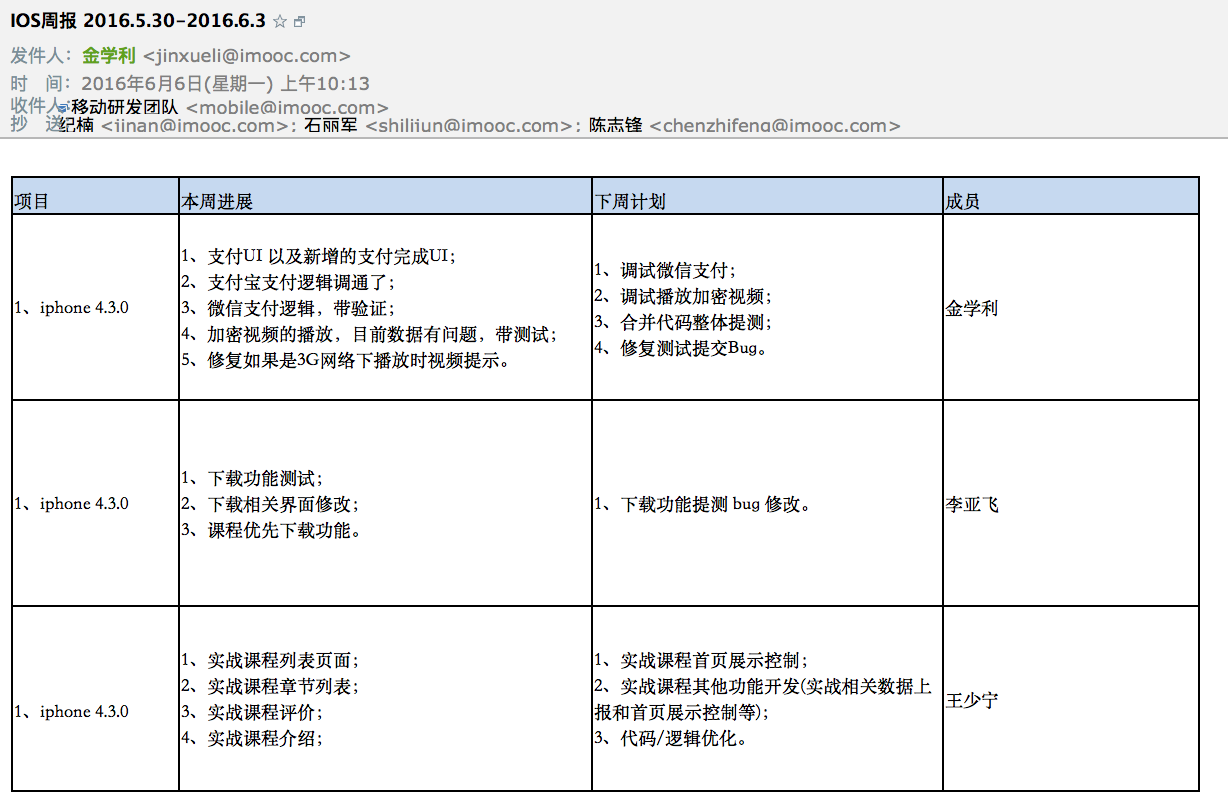 IOS周报 2016.5.30-2016.6.3
发件人：金学利 <jinxueli@imooc.com>
时　间：2016年6月6日(星期一) 上午10:13
收件人：移动研发团队 <mobile@imooc.com>
抄　送：纪楠 <jinan@imooc.com>; 石丽军 <shilijun@imooc.com>; 陈志锋 <chenzhifeng@imooc.com>
项目 本周进展 下周计划 成员
1、iphone 4.3.0
1、支付UI 以及新增的支付完成UI；
2、支付宝支付逻辑调通了；
3、微信支付逻辑，带验证；
4、加密视频的播放，目前数据有问题，带测试；
5、修复如果是3G网络下播放时视频提示。
1、调试微信支付；
2、调试播放加密视频；
3、合并代码整体提测；
4、修复测试提交Bug。
金学利
1、iphone 4.3.0
1、下载功能测试；
2、下载相关界面修改；
3、课程优先下载功能。
1、下载功能提测 bug 修改。
李亚飞
1、iphone 4.3.0
1、实战课程列表页面；
2、实战课程章节列表；
3、实战课程评价；
4、实战课程介绍；
1、实战课程首页展示控制；
2、实战课程其他功能开发(实战相关数据上
报和首页展示控制等)；
3、代码/逻辑优化。
王少宁